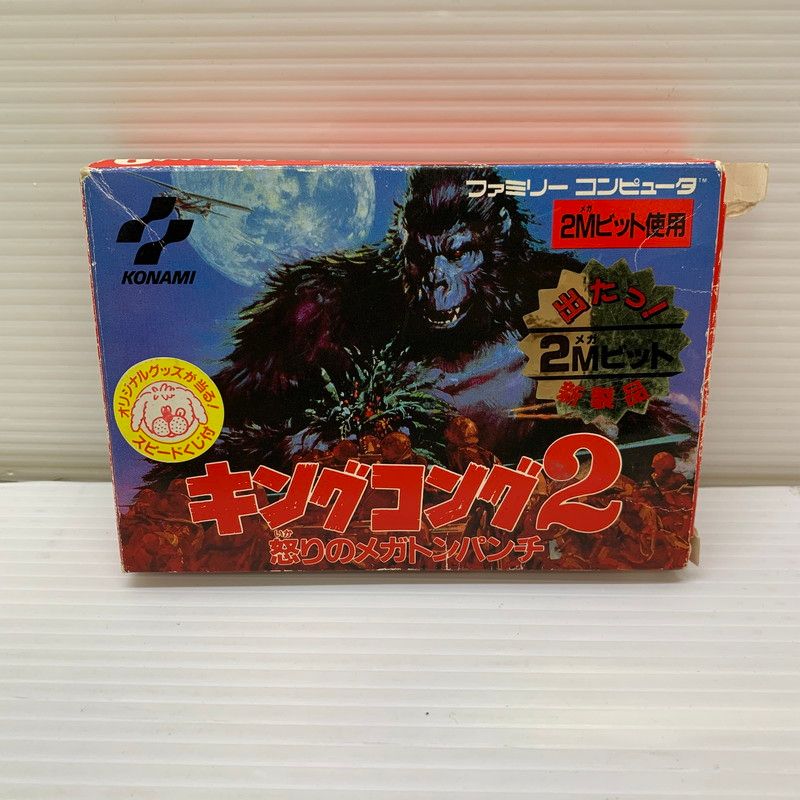 ファミリーコンピュータ™
2Mビット使用
メガ
KONAMI
出たっ!
メガ
2Mビット
新製品
オリジナルグッズが当る!
スピードくじ付
キングコング2
いか
怒りのメガトンパンチ